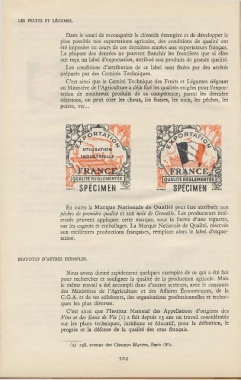 LES FRUITS ET LÉGUMES.
Dans le souci de reconquérir la clientèle étrangère et de développer le
plus possible nos exportations agricoles, des conditions de qualité ont
été imposées au cours de ces dernières années aux exportateurs français.
La plupart des denrées ne peuvent franchir les frontières que si elles
ont reçu un label d'exportation, attribué aux produits de grande qualité.
Les conditions d'attribution de ce label sont fixées par des arrêtés
préparés par des Comités Techniques.
C'est ainsi que le Comité Technique des Fruits et Légumes siégeant
au Ministère de l'Agriculture a déjà fixé les qualités exigées pour l'expor-
tation de nombreux produits de sa compétence; parmi les dernières
décisions, on peut citer les choux, les fraises, les noix, les pêches, les
poires, etc...
EXPORTATION
UTILISATION
INDUSTRIELLE
FRANCE
QUALITÉ RÉGLEMENTÉE
SPÉCIMEN
EXPORTATION
FRANCE
QUALITÉ RÉGLEMENTÉE
SPÉCIMEN
En outre la Marque Nationale de Qualité peut être attribuée aux
pêches de première qualité et aux noix de Grenoble. Les producteurs inté-
ressés peuvent appliquer cette marque, sous la forme d'une étiquette,
sur les cageots et emballages. La Marque Nationale de Qualité, réservée
aux meilleures productions françaises, remplace alors le label d'expor-
tation.
BEAUCOUP D'AUTRES EXEMPLES.
Nous avons donné rapidement quelques exemples de ce qui a été fait
pour rechercher et souligner la qualité de la production agricole. Mais
le même travail a été accompli dans d'autres secteurs, avec le concours
des Ministères de l'Agriculture et des Affaires Économiques, de la
C.G.A. et de ses adhérents, des organisations professionnelles et techni-
ques les plus diverses.
C'est ainsi que l'Institut National des Appellations d'origine des
Vins et des Eaux de Vie (1) a fait depuis 15 ans un travail considérable
sur les plans technique, juridique et éducatif, pour la définition, le
progrès et la défense de la qualité des crus français.
(1) 138, avenue des Champs Elysées, Paris (8e)